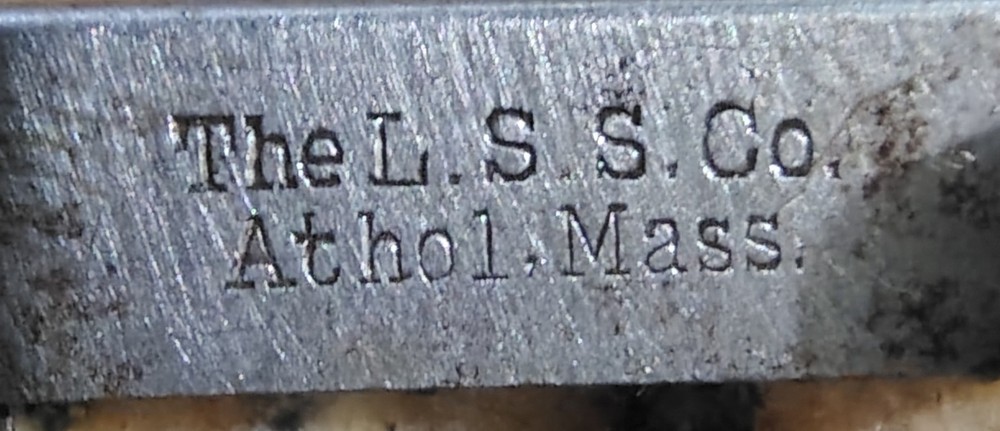 The L. S. S. Co.
Athol, Mass.